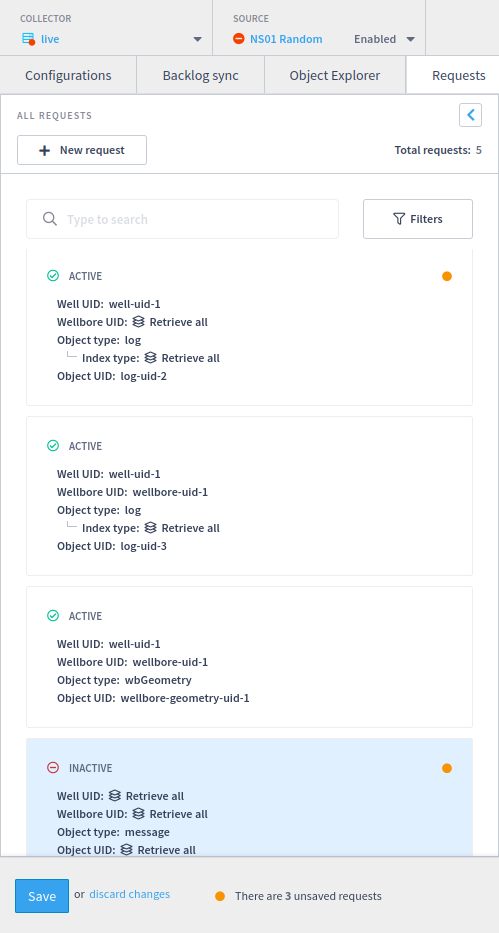 COLLECTOR
live
SOURCE
NS01 Random
Enabled
Configurations
Backlog sync
Object Explorer
Requests
ALL REQUESTS
New request
Total requests: 5
Type to search
Filters
ACTIVE
Well UID: well-uid-1
Wellbore UID: Retrieve all
Object type: log
Index type: Retrieve all
Object UID: log-uid-2
ACTIVE
Well UID: well-uid-1
Wellbore UID: wellbore-uid-1
Object type: log
Index type: Retrieve all
Object UID: log-uid-3
ACTIVE
Well UID: well-uid-1
Wellbore UID: wellbore-uid-1
Object type: wbGeometry
Object UID: wellbore-geometry-uid-1
INACTIVE
Well UID: Retrieve all
Wellbore UID: Retrieve all
Object type: message
Object UID: Retrieve all
Save or discard changes
There are 3 unsaved requests